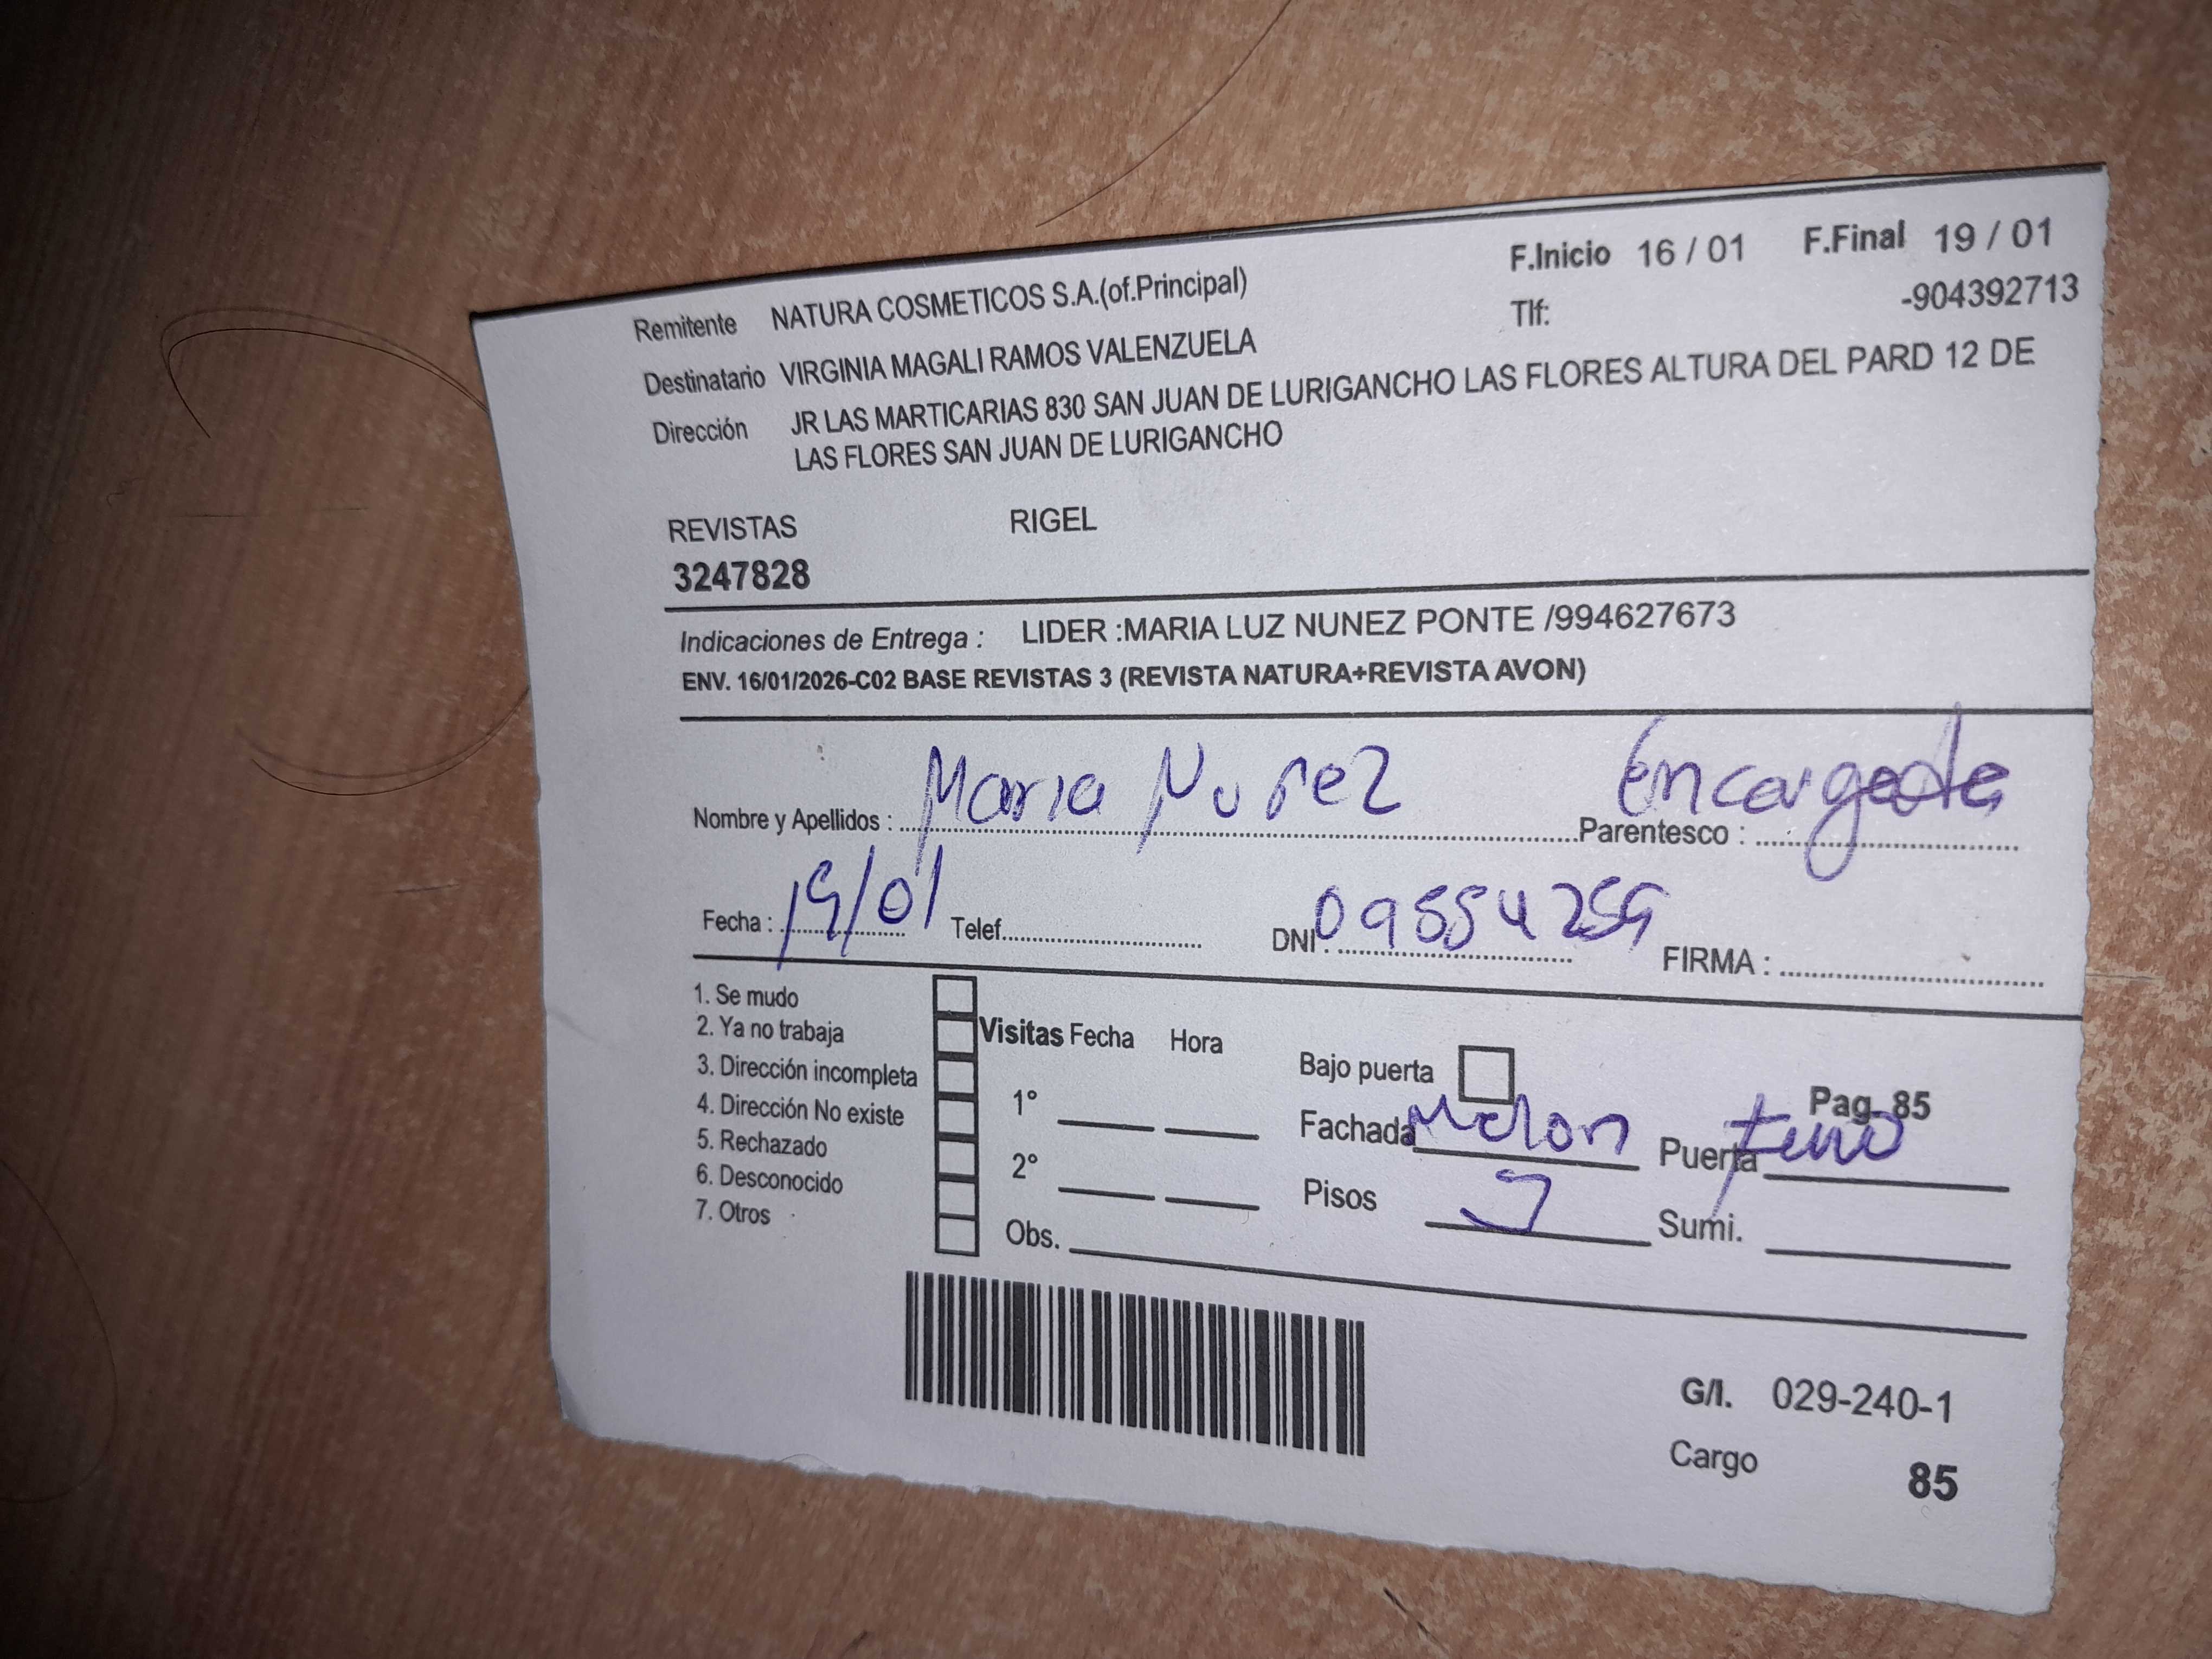 F.Inicio 16 / 01 F.Final 19 / 01
Remitente NATURA COSMETICOS S.A.(of.Principal) Tlf: -904392713
Destinatario VIRGINIA MAGALI RAMOS VALENZUELA
Dirección JR LAS MARTICARIAS 830 SAN JUAN DE LURIGANCHO LAS FLORES ALTURA DEL PARD 12 DE
LAS FLORES SAN JUAN DE LURIGANCHO
REVISTAS RIGEL
3247828
Indicaciones de Entrega : LIDER :MARIA LUZ NUNEZ PONTE /994627673
ENV. 16/01/2026-C02 BASE REVISTAS 3 (REVISTA NATURA+REVISTA AVON)
Nombre y Apellidos : Maria Nuñez Parentesco : Encargada
Fecha : 19/01 Telef. DNI : FIRMA :
1. Se mudo
2. Ya no trabaja Visitas Fecha Hora
3. Dirección incompleta Bajo puerta
4. Dirección No existe 1° Fachada Melon Puerta Pag. 85
5. Rechazado
6. Desconocido 2° Pisos Sumi.
7. Otros Obs.
G/I. 029-240-1
Cargo 85